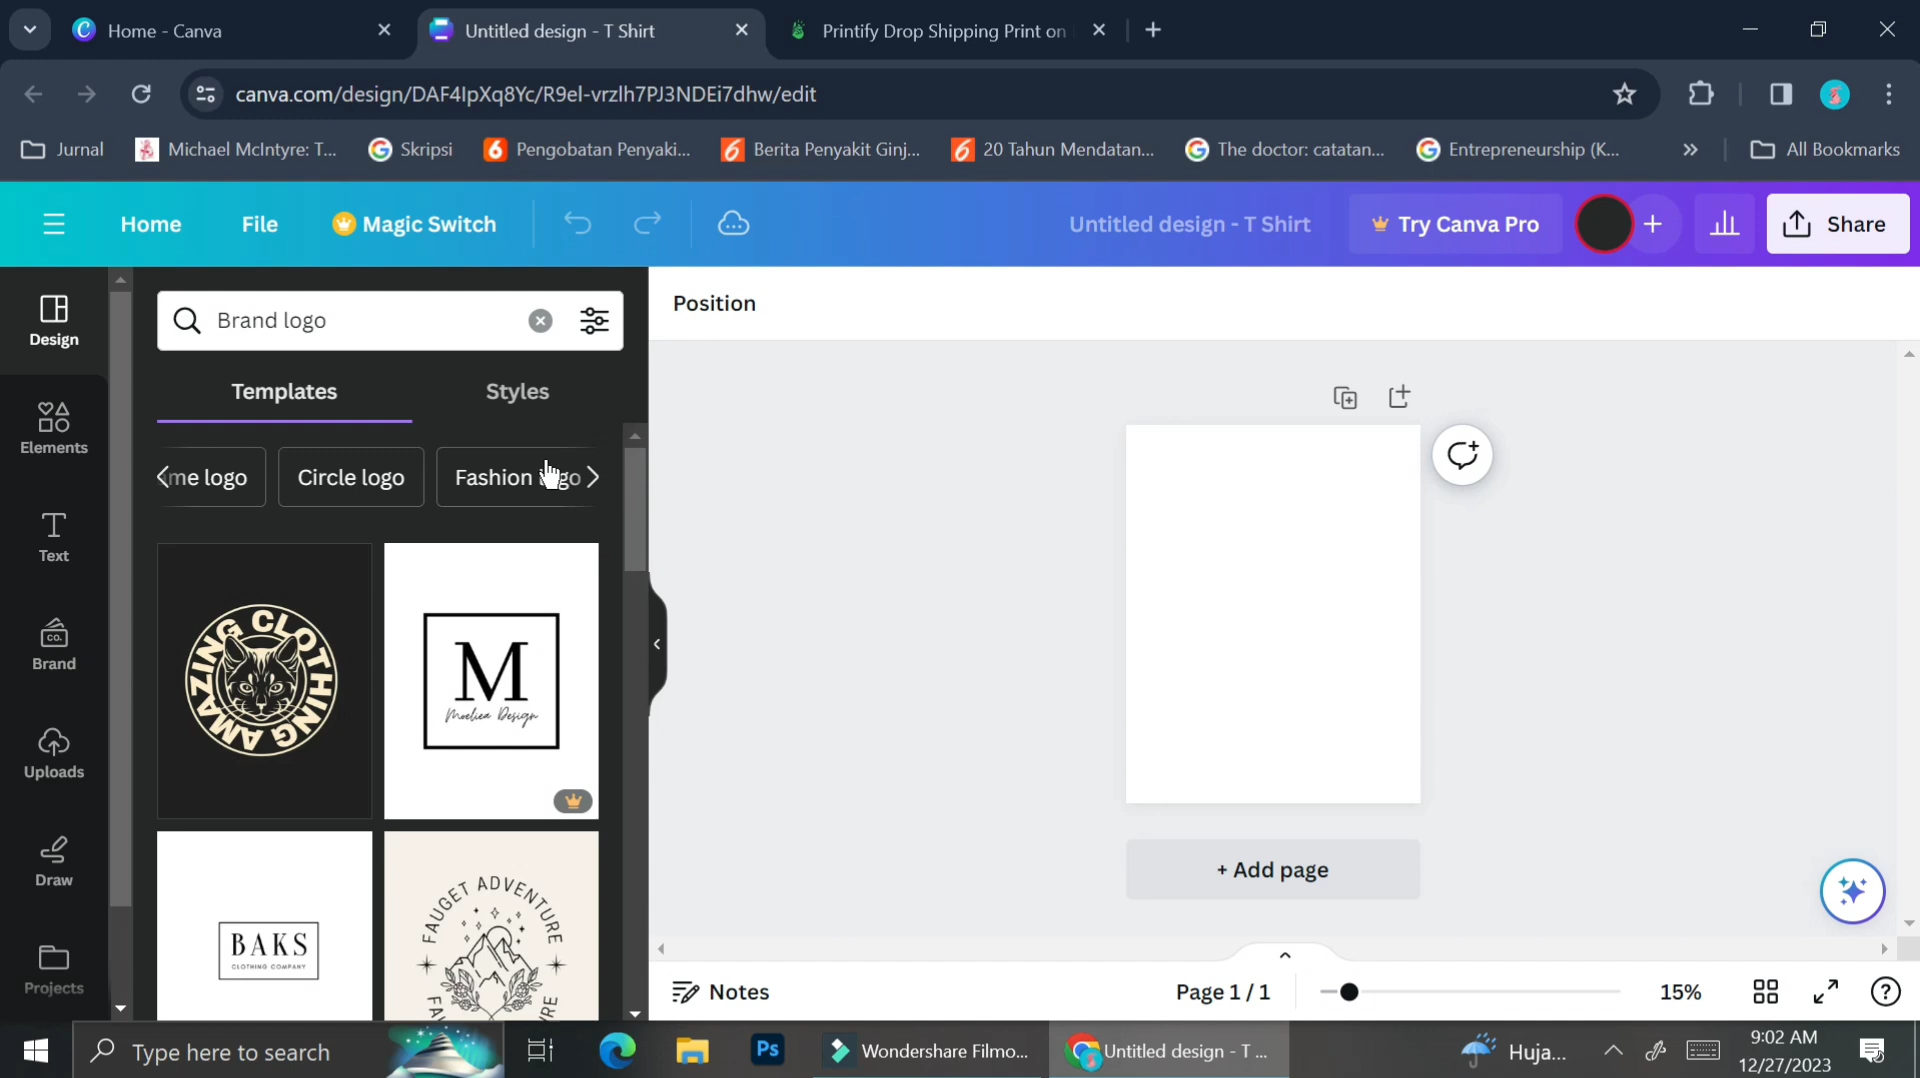 Home - Canva
Untitled design - T Shirt
Printify Drop Shipping Print on
canva.com/design/DAF4IpXq8Yc/R9el-vrzlh7PJ3NDEi7dhw/edit
Jurnal
Michael McIntyre: T...
Skripsi
Pengobatan Penyaki...
Berita Penyakit Ginj...
20 Tahun Mendatan...
The doctor: catatan...
Entrepreneurship (K...
All Bookmarks
Home
File
Magic Switch
Untitled design - T Shirt
Try Canva Pro
Share
Design
Elements
Text
Brand
Uploads
Draw
Projects
Brand logo
Templates
Styles
me logo
Circle logo
Fashion logo
AMAZING CLOTHING
M
Moeliea Design
BAKS
CLOTHING COMPANY
FAUGET ADVENTURE
Position
+ Add page
Notes
Page 1 / 1
15%
Type here to search
Ps
Wondershare Filmo...
Untitled design - T ...
Huja...
9:02 AM
12/27/2023